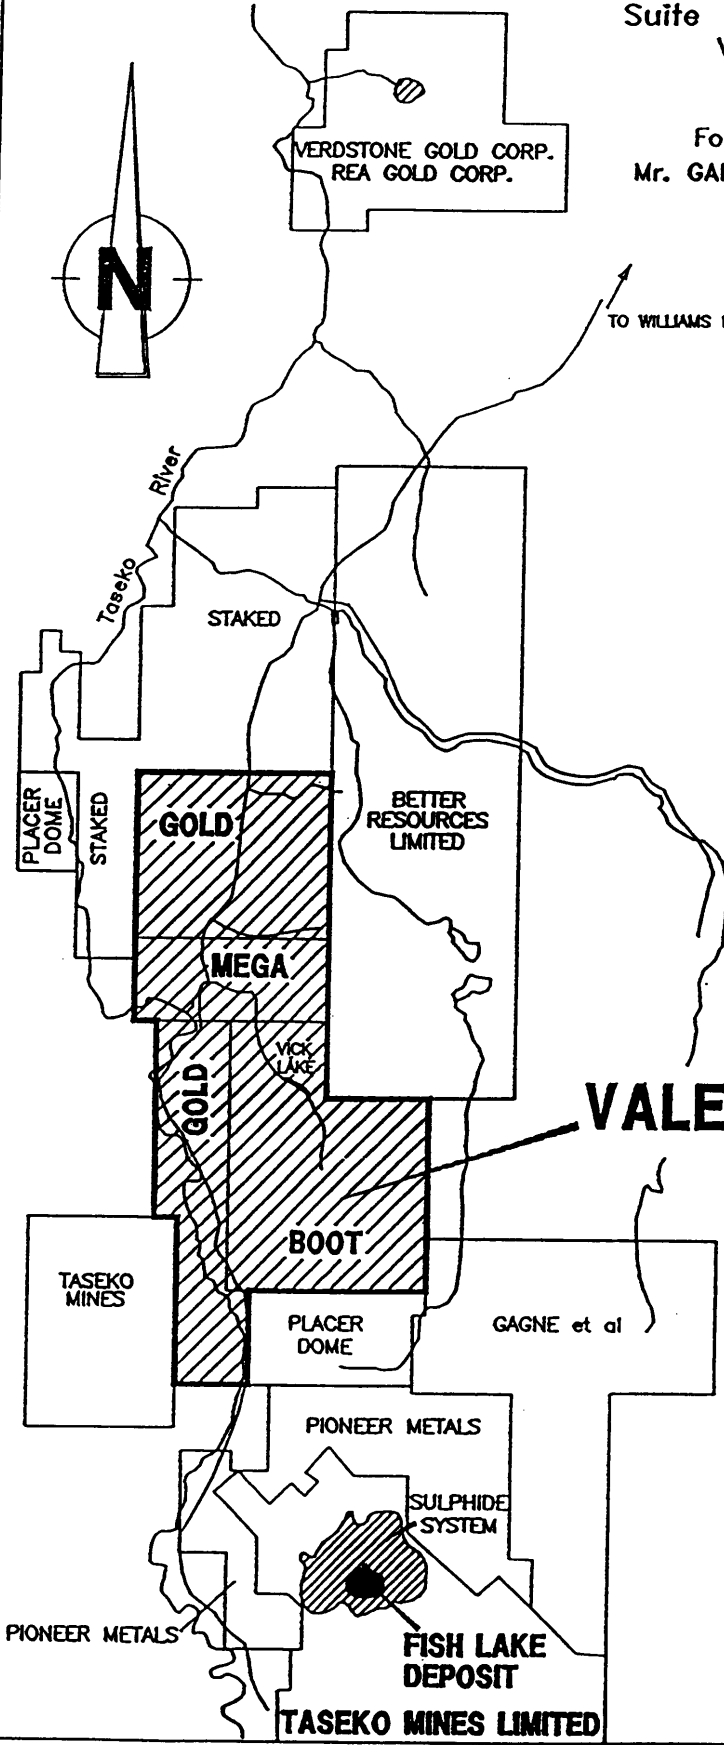 Suite
Fo
VERDSTONE GOLD CORP.
REA GOLD CORP.
Mr. GA
N
TO WILLIAMS
River
Taseko
STAKED
PLACER
DOME
STAKED
GOLD
BETTER
RESOURCES
LIMITED
MEGA
VICK
LAKE
GOLD
VALE
BOOT
TASEKO
MINES
PLACER
DOME
GAGNE et al
PIONEER METALS
SULPHIDE
SYSTEM
PIONEER METALS
FISH LAKE
DEPOSIT
TASEKO MINES LIMITED